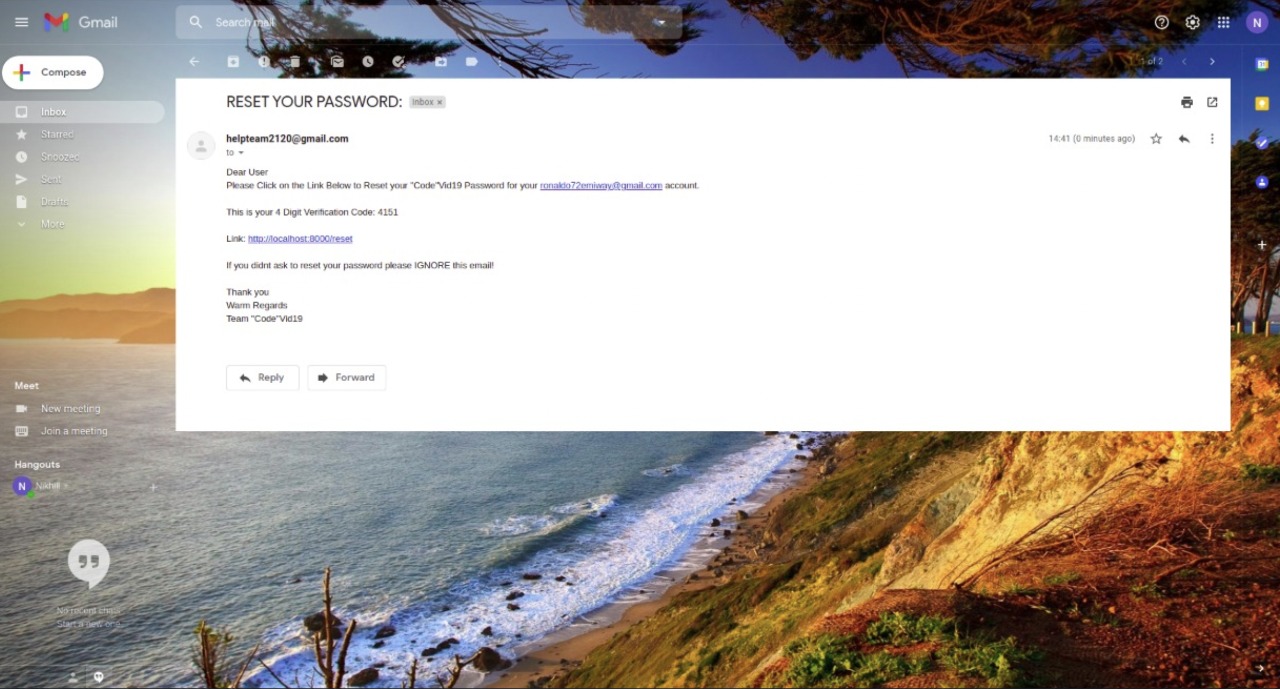 Gmail
Search mail
Compose
1 of 2
Inbox
Starred
Snoozed
Sent
Drafts
More
RESET YOUR PASSWORD: Inbox ×
helpteam2120@gmail.com
14:41 (0 minutes ago)
to
Dear User
Please Click on the Link Below to Reset your "Code"Vid19 Password for your ronaldo72emiway@gmail.com account.
This is your 4 Digit Verification Code: 4151
Link: http://localhost:8000/reset
If you didnt ask to reset your password please IGNORE this email!
Thank you
Warm Regards
Team "Code"Vid19
Reply
Forward
Meet
New meeting
Join a meeting
Hangouts
N
No recent chats
Start a new one
N